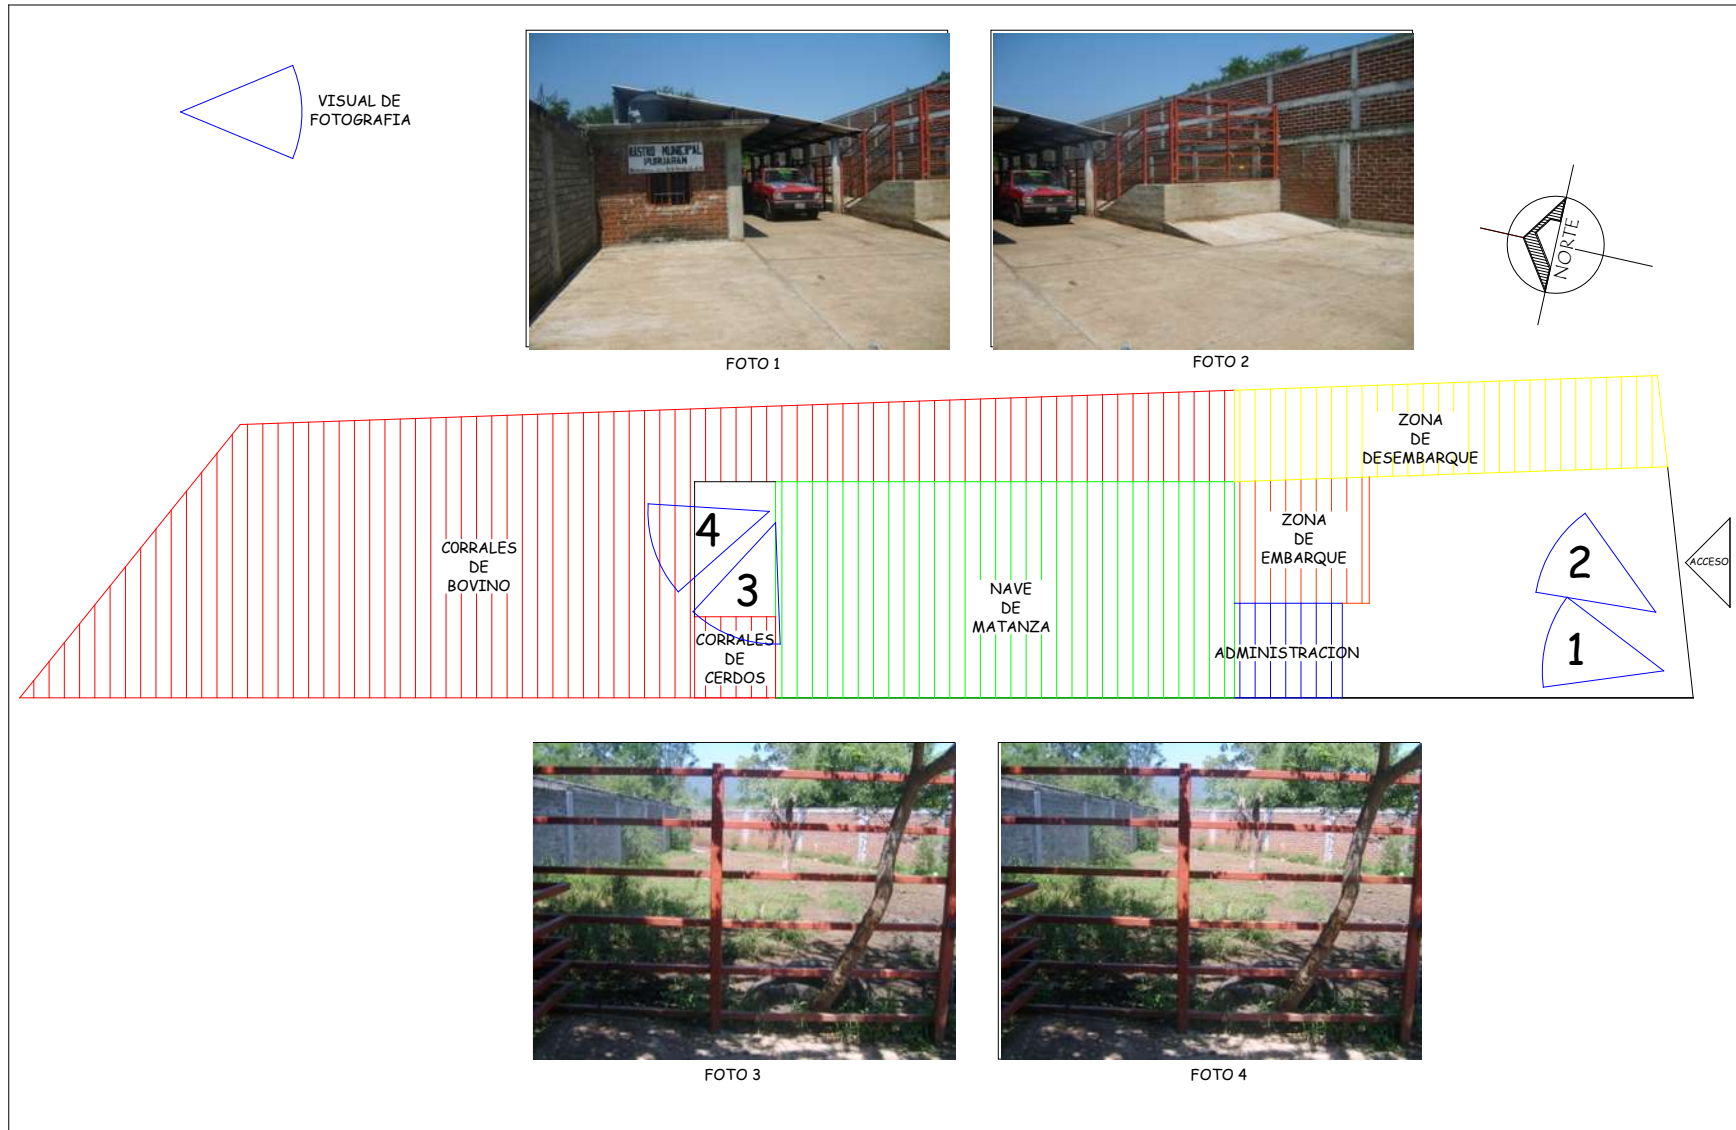 VISUAL DE
FOTOGRAFIA
RASTRO MUNICIPAL
FOTO 1
FOTO 2
NORTE
ZONA
DE
DESEMBARQUE
ZONA
DE
EMBARQUE
CORRALES
DE
BOVINO
4
3
CORRALES
DE
CERDOS
NAVE
DE
MATANZA
ADMINISTRACION
2
1
ACCESO
FOTO 3
FOTO 4